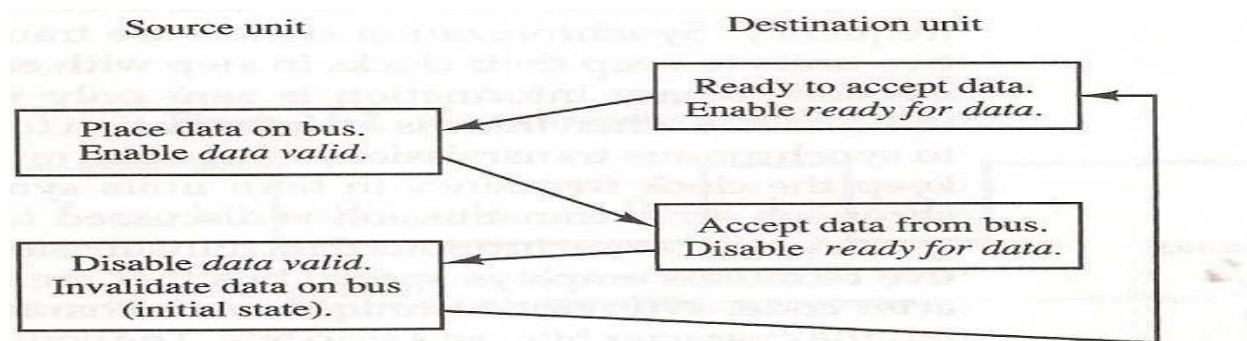 Source unit
Destination unit
Ready to accept data.
Enable ready for data.
Place data on bus.
Enable data valid.
Accept data from bus.
Disable ready for data.
Disable data valid.
Invalidate data on bus
(initial state).